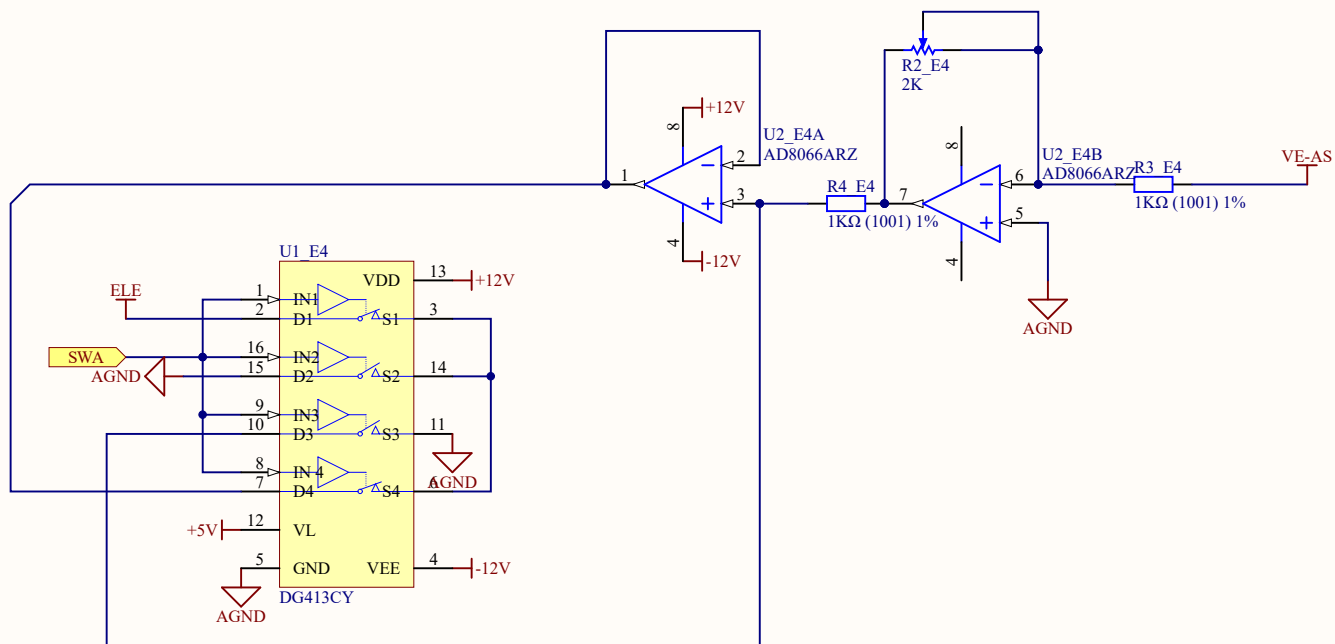 R2_E4
2K
+12V
8
U2_E4A
AD8066ARZ
2
1
3
4
-12V
R4_E4
1KΩ (1001) 1%
8
U2_E4B
AD8066ARZ
6
7
5
4
R3_E4
1KΩ (1001) 1%
VE-AS
AGND
U1_E4
VDD
13
+12V
ELE
1
IN1
2
D1
S1
3
SWA
16
IN2
AGND
15
D2
S2
14
9
IN3
10
D3
S3
11
AGND
8
IN 4
7
D4
S4
6
+5V
12
VL
5
GND
VEE
4
-12V
AGND
DG413CY